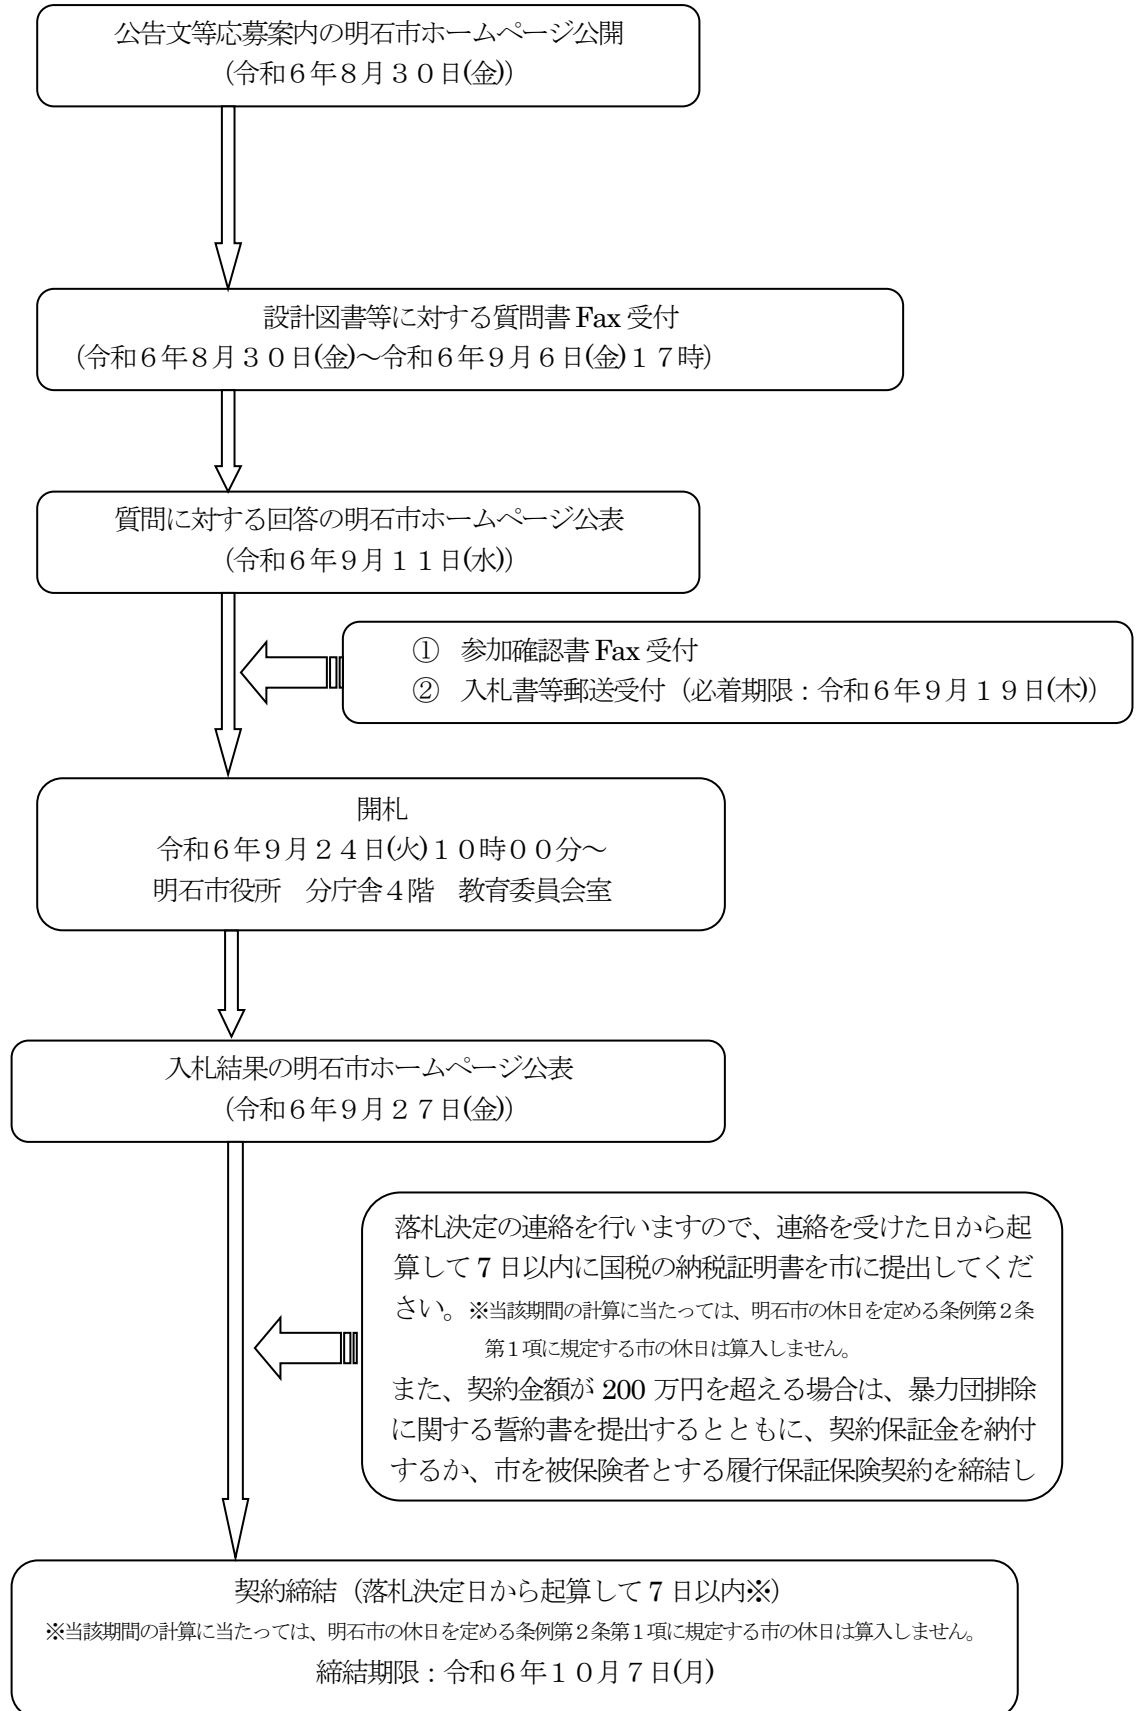 公告文等応募案内の明石市ホームページ公開
（令和６年８月３０日(金)）
設計図書等に対する質問書 Fax 受付
（令和６年８月３０日(金)～令和６年９月６日(金)１７時）
質問に対する回答の明石市ホームページ公表
（令和６年９月１１日(水)）
① 参加確認書 Fax 受付
② 入札書等郵送受付（必着期限：令和６年９月１９日(木)）
開札
令和６年９月２４日(火)１０時００分～
明石市役所　分庁舎４階　教育委員会室
入札結果の明石市ホームページ公表
（令和６年９月２７日(金)）
落札決定の連絡を行いますので、連絡を受けた日から起
算して 7 日以内に国税の納税証明書を市に提出してくだ
さい。※当該期間の計算に当たっては、明石市の休日を定める条例第２条
第１項に規定する市の休日は算入しません。
また、契約金額が 200 万円を超える場合は、暴力団排除
に関する誓約書を提出するとともに、契約保証金を納付
するか、市を被保険者とする履行保証保険契約を締結し
契約締結（落札決定日から起算して 7 日以内※）
※当該期間の計算に当たっては、明石市の休日を定める条例第２条第１項に規定する市の休日は算入しません。
締結期限：令和６年１０月７日(月)